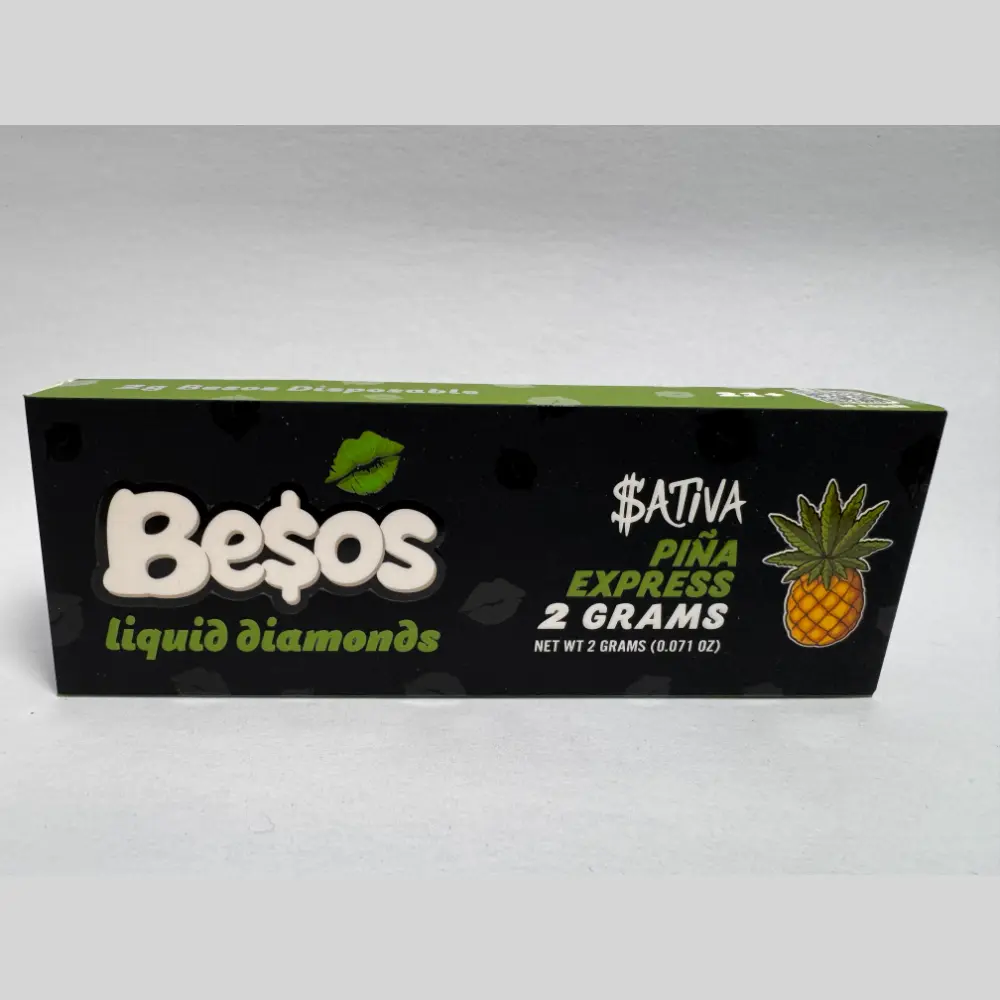 2g Besos Disposable
21+
Be$os
liquid diamonds
$ATIVA
PIÑA
EXPRESS
2 GRAMS
NET WT 2 GRAMS (0.071 OZ)